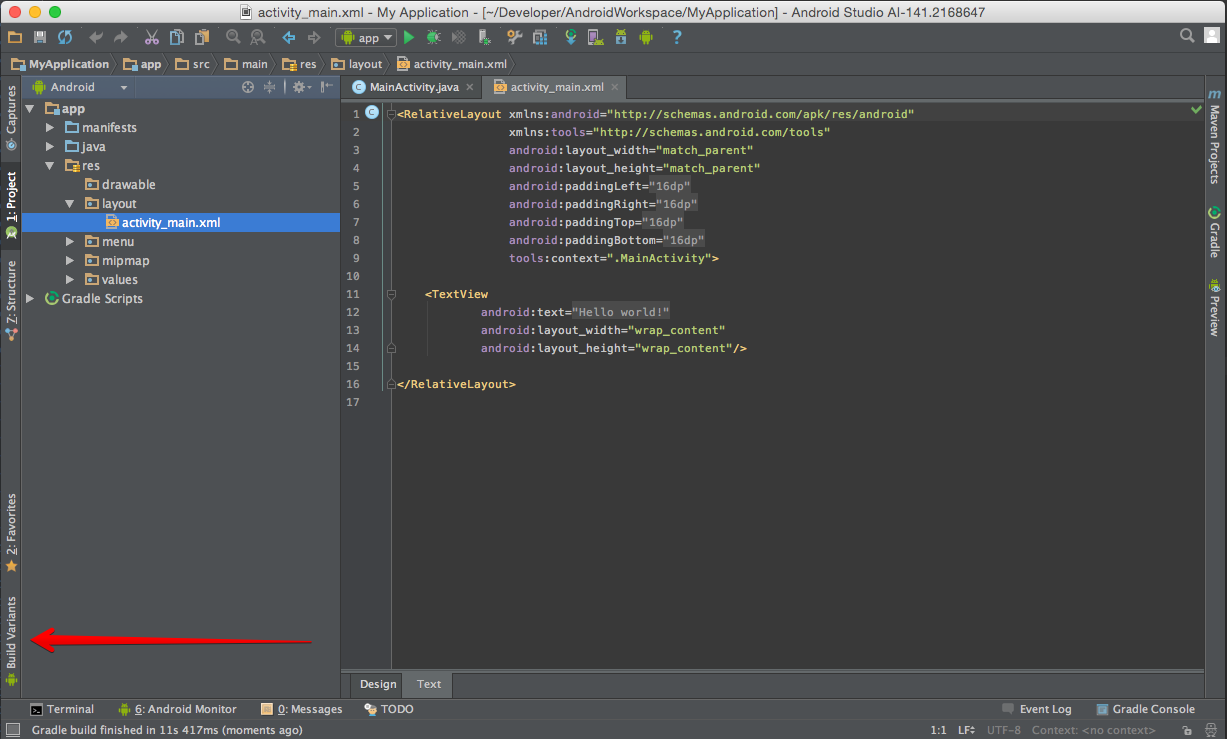 activity_main.xml - My Application - [~/Developer/AndroidWorkspace/MyApplication] - Android Studio AI-141.2168647
app
?
MyApplication app src main res layout activity_main.xml
Android
MainActivity.java
activity_main.xml
Captures
1: Project
Z: Structure
2: Favorites
Build Variants
app
manifests
java
res
drawable
layout
activity_main.xml
menu
mipmap
values
Gradle Scripts
1 <RelativeLayout xmlns:android="http://schemas.android.com/apk/res/android"
2 xmlns:tools="http://schemas.android.com/tools"
3 android:layout_width="match_parent"
4 android:layout_height="match_parent"
5 android:paddingLeft="16dp"
6 android:paddingRight="16dp"
7 android:paddingTop="16dp"
8 android:paddingBottom="16dp"
9 tools:context=".MainActivity">
10
11 <TextView
12 android:text="Hello world!"
13 android:layout_width="wrap_content"
14 android:layout_height="wrap_content"/>
15
16 </RelativeLayout>
17
m Maven Projects
Gradle
Preview
Design Text
Terminal 6: Android Monitor 0: Messages TODO Event Log Gradle Console
Gradle build finished in 11s 417ms (moments ago) 1:1 LF UTF-8 Context: <no context>